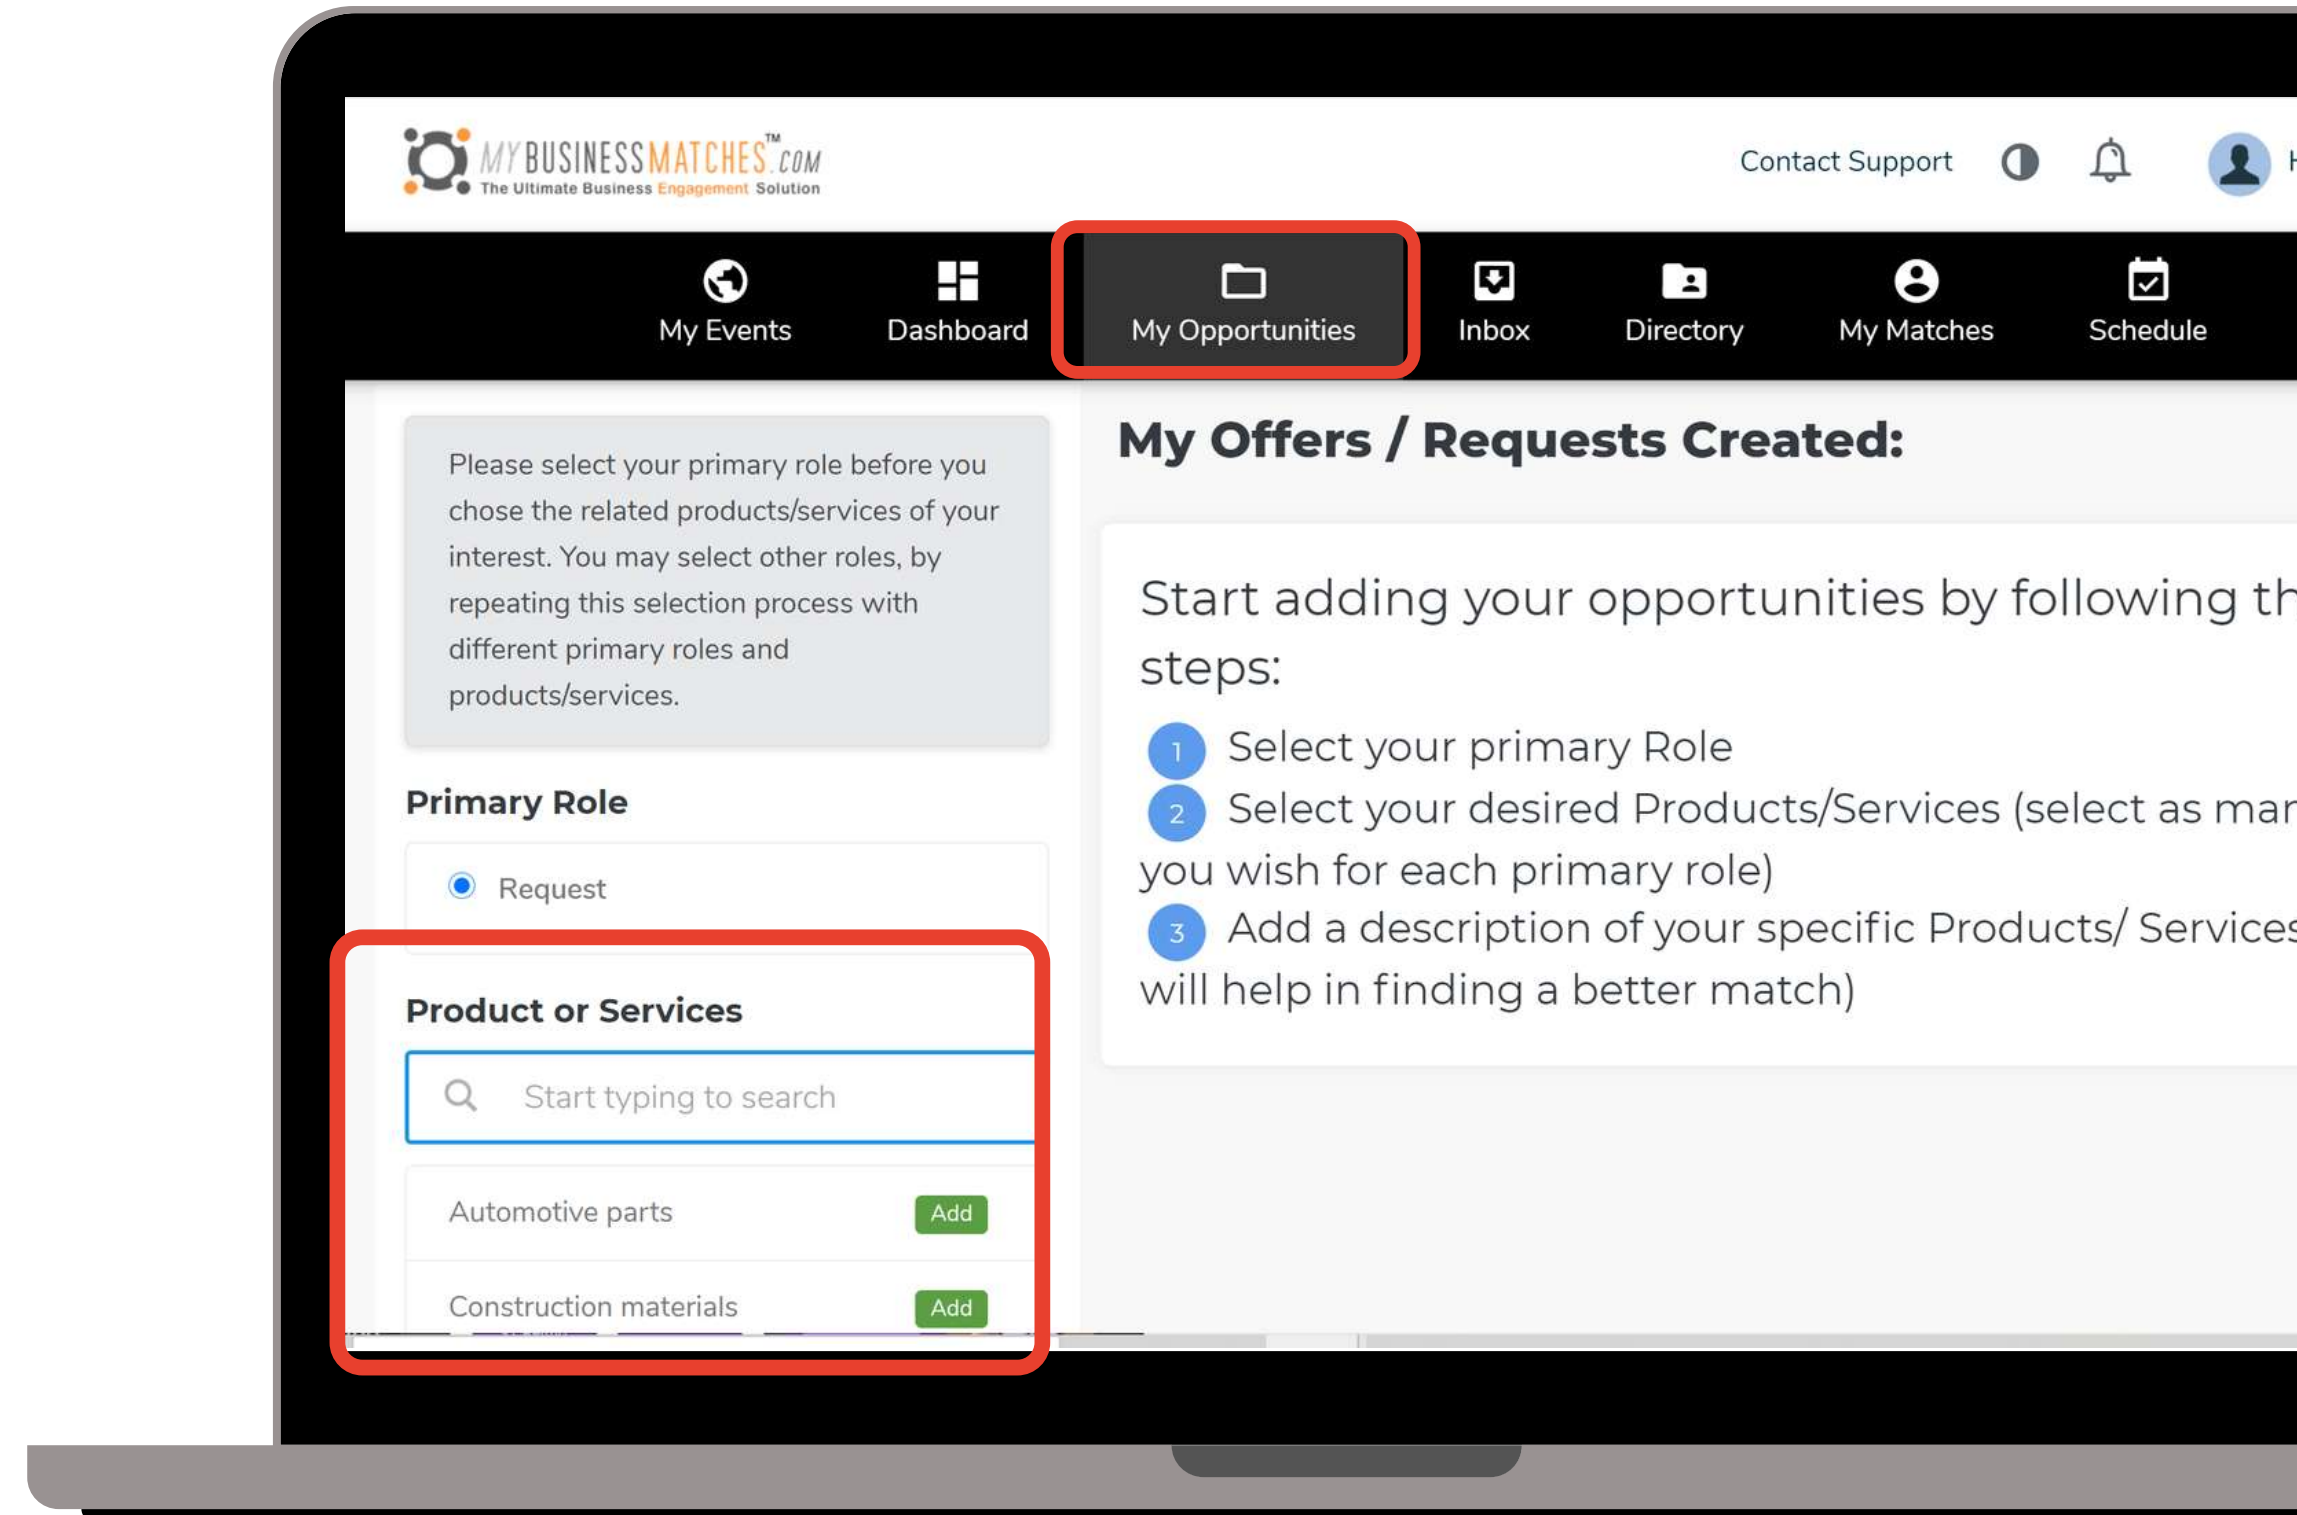 MYBUSINESSMATCHES™.COM
The Ultimate Business Engagement Solution
Contact Support
My Events
Dashboard
My Opportunities
Inbox
Directory
My Matches
Schedule
Please select your primary role before you
chose the related products/services of your
interest. You may select other roles, by
repeating this selection process with
different primary roles and
products/services.
Primary Role
Request
Product or Services
Start typing to search
Automotive parts
Add
Construction materials
Add
My Offers / Requests Created:
Start adding your opportunities by following
steps:
1 Select your primary Role
2 Select your desired Products/Services (select as
you wish for each primary role)
3 Add a description of your specific Products/ Services
will help in finding a better match)